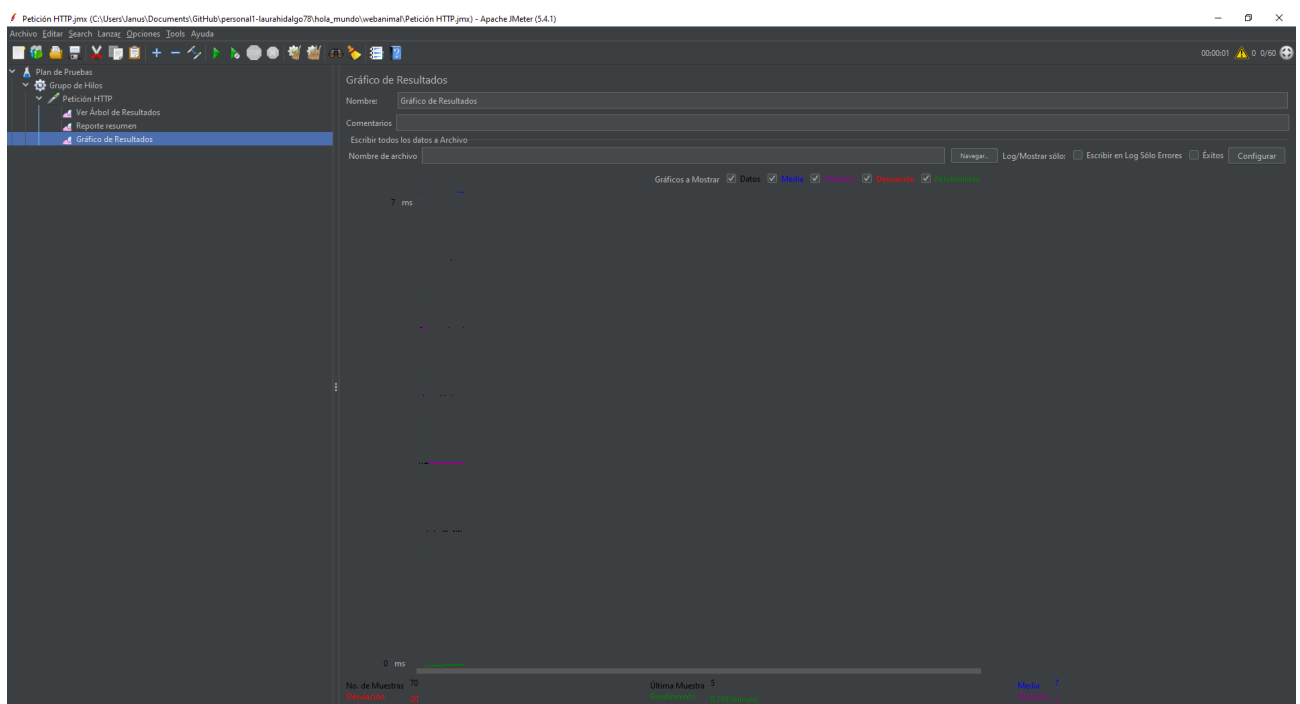 Petición HTTP.jmx (C:\Users\Janus\Documents\GitHub\personal1-laurahidalgo78\hola_mundo\webanimal\Petición HTTP.jmx) - Apache JMeter (5.4.1)
Archivo Editar Search Lanzar Opciones Tools Ayuda
00:00:01 0 0/60
Plan de Pruebas
Grupo de Hilos
Petición HTTP
Ver Árbol de Resultados
Reporte resumen
Gráfico de Resultados
Gráfico de Resultados
Nombre: Gráfico de Resultados
Comentarios
Escribir todos los datos a Archivo
Nombre de archivo Navegar... Log/Mostrar sólo: Escribir en Log Sólo Errores Éxitos Configurar
Gráficos a Mostrar Datos Media Desviación
7 ms
0 ms
No. de Muestras 70 Última Muestra 5 Media 7
Desviación